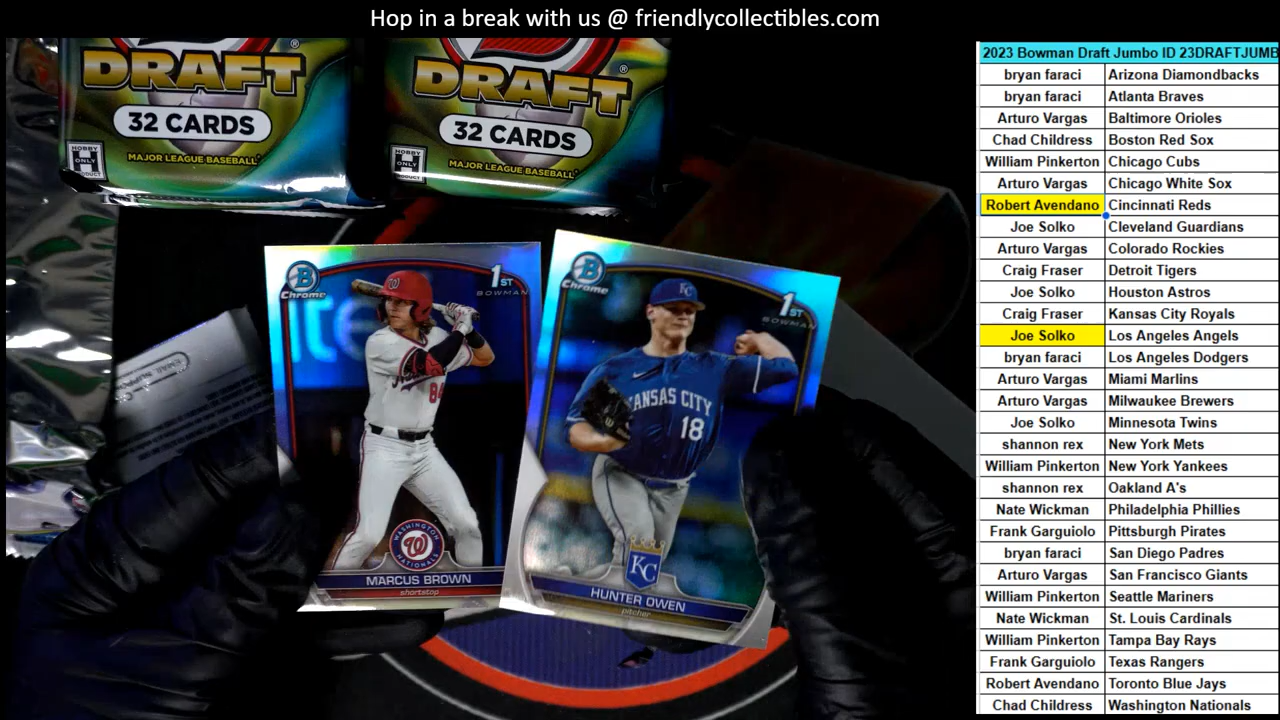 Hop in a break with us @ friendlycollectibles.com
DRAFT®
32 CARDS
HOBBY ONLY PRODUCT
MAJOR LEAGUE BASEBALL
DRAFT®
32 CARDS
HOBBY ONLY PRODUCT
MAJOR LEAGUE BASEBALL
B
Chrome
1ST
BOWMAN
W
84
WASHINGTON NATIONALS
W
MARCUS BROWN
shortstop
B
Chrome
1ST
BOWMA
KC
KANSAS CITY
18
KC
HUNTER OWEN
pitcher
2023 Bowman Draft Jumbo ID 23DRAFTJUMB
bryan faraci Arizona Diamondbacks
bryan faraci Atlanta Braves
Arturo Vargas Baltimore Orioles
Chad Childress Boston Red Sox
William Pinkerton Chicago Cubs
Arturo Vargas Chicago White Sox
Robert Avendano Cincinnati Reds
Joe Solko Cleveland Guardians
Arturo Vargas Colorado Rockies
Craig Fraser Detroit Tigers
Joe Solko Houston Astros
Craig Fraser Kansas City Royals
Joe Solko Los Angeles Angels
bryan faraci Los Angeles Dodgers
Arturo Vargas Miami Marlins
Arturo Vargas Milwaukee Brewers
Joe Solko Minnesota Twins
shannon rex New York Mets
William Pinkerton New York Yankees
shannon rex Oakland A's
Nate Wickman Philadelphia Phillies
Frank Garguiolo Pittsburgh Pirates
bryan faraci San Diego Padres
Arturo Vargas San Francisco Giants
William Pinkerton Seattle Mariners
Nate Wickman St. Louis Cardinals
William Pinkerton Tampa Bay Rays
Frank Garguiolo Texas Rangers
Robert Avendano Toronto Blue Jays
Chad Childress Washington Nationals